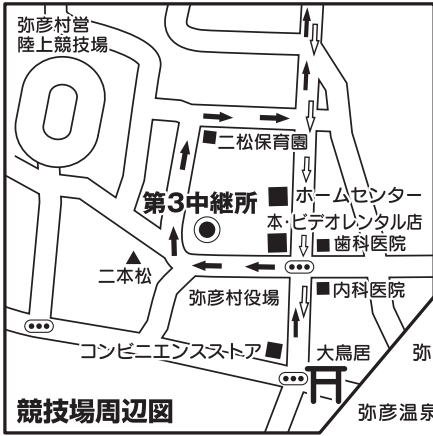 弥彦村営
陸上競技場
二松保育園
第3中継所
ホームセンター
本・ビデオレンタル店
歯科医院
二本松
弥彦村役場
内科医院
コンビニエンスストア
大鳥居
弥
競技場周辺図
弥彦温泉